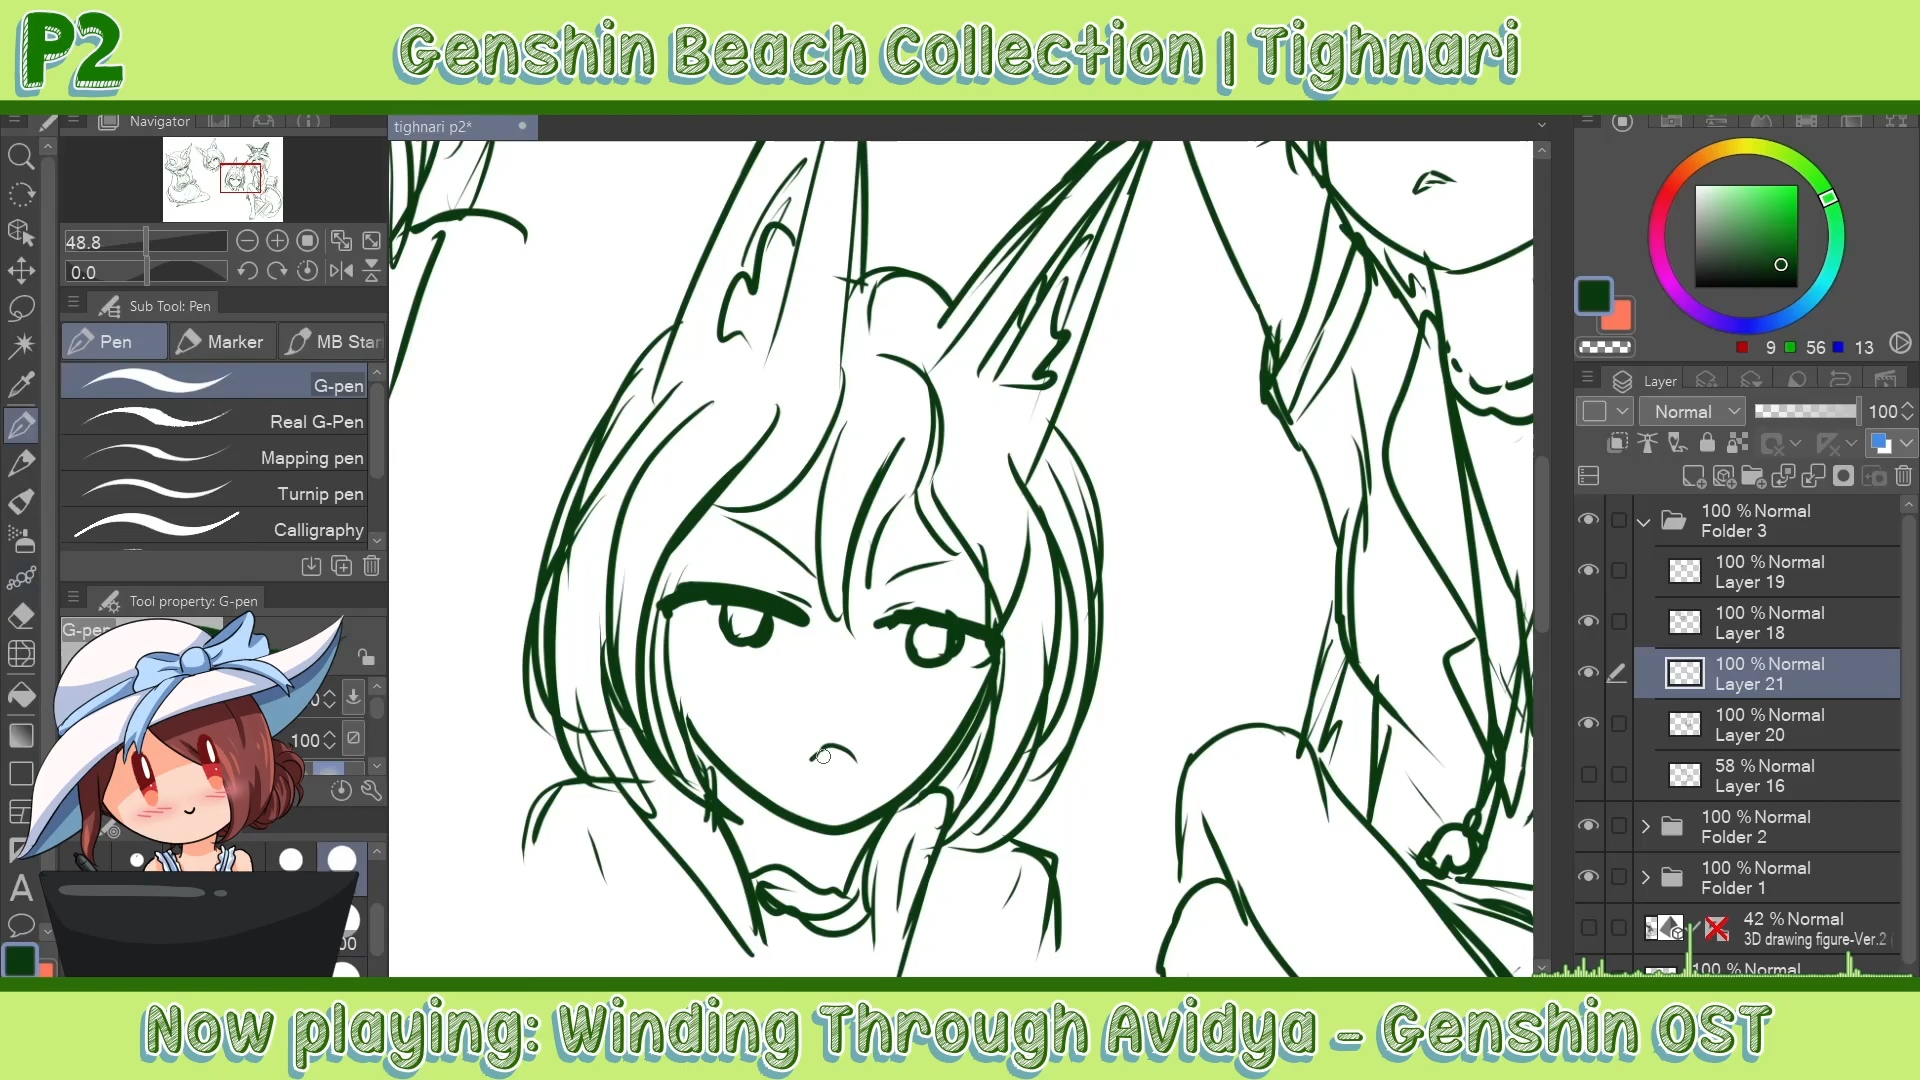 P2
Genshin Beach Collection | Tighnari
Navigator
tighnari p2*
48.8
0.0
Sub Tool: Pen
Pen
Marker
MB Star
G-pen
Real G-Pen
Mapping pen
Turnip pen
Calligraphy
Tool property: G-pen
G-pen
100
9 56 13
Layer
Normal
100
100 % Normal
Folder 3
100 % Normal
Layer 19
100 % Normal
Layer 18
100 % Normal
Layer 21
100 % Normal
Layer 20
58 % Normal
Layer 16
100 % Normal
Folder 2
100 % Normal
Folder 1
42 % Normal
3D drawing figure-Ver.2
100 % Normal
Now playing: Winding Through Avidya - Genshin OST